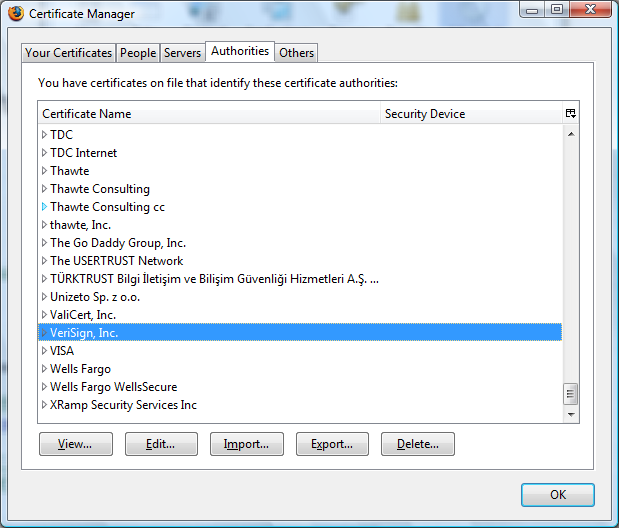 Certificate Manager
Your Certificates People Servers Authorities Others
You have certificates on file that identify these certificate authorities:
Certificate Name Security Device
TDC
TDC Internet
Thawte
Thawte Consulting
Thawte Consulting cc
thawte, Inc.
The Go Daddy Group, Inc.
The USERTRUST Network
TÜRKTRUST Bilgi İletişim ve Bilişim Güvenliği Hizmetleri A.Ş. ...
Unizeto Sp. z o.o.
ValiCert, Inc.
VeriSign, Inc.
VISA
Wells Fargo
Wells Fargo WellsSecure
XRamp Security Services Inc
View... Edit... Import... Export... Delete...
OK